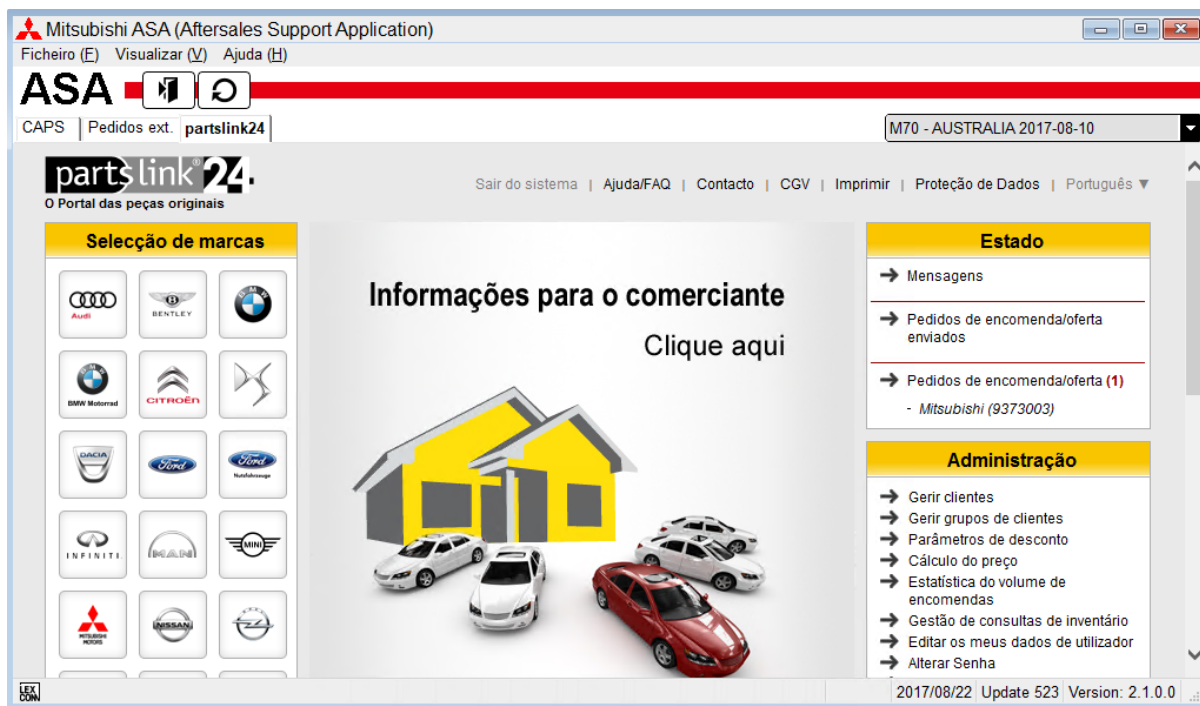 Mitsubishi ASA (Aftersales Support Application)
Ficheiro (F) Visualizar (V) Ajuda (H)
ASA
CAPS Pedidos ext. partslink24
M70 - AUSTRALIA 2017-08-10
partslink®24.
O Portal das peças originais
Sair do sistema | Ajuda/FAQ | Contacto | CGV | Imprimir | Proteção de Dados | Português ▼
Selecção de marcas
Audi
BENTLEY
BMW
BMW
BMW Motorrad
CITROËN
DACIA
Ford
Ford
Nutzfahrzeuge
INFINITI
MAN
MINI
MITSUBISHI
MOTORS
NISSAN
Informações para o comerciante
Clique aqui
Estado
Mensagens
Pedidos de encomenda/oferta
enviados
Pedidos de encomenda/oferta (1)
- Mitsubishi (9373003)
Administração
Gerir clientes
Gerir grupos de clientes
Parâmetros de desconto
Cálculo do preço
Estatística do volume de
encomendas
Gestão de consultas de inventário
Editar os meus dados de utilizador
Alterar Senha
LEX
COM
2017/08/22 Update 523 Version: 2.1.0.0